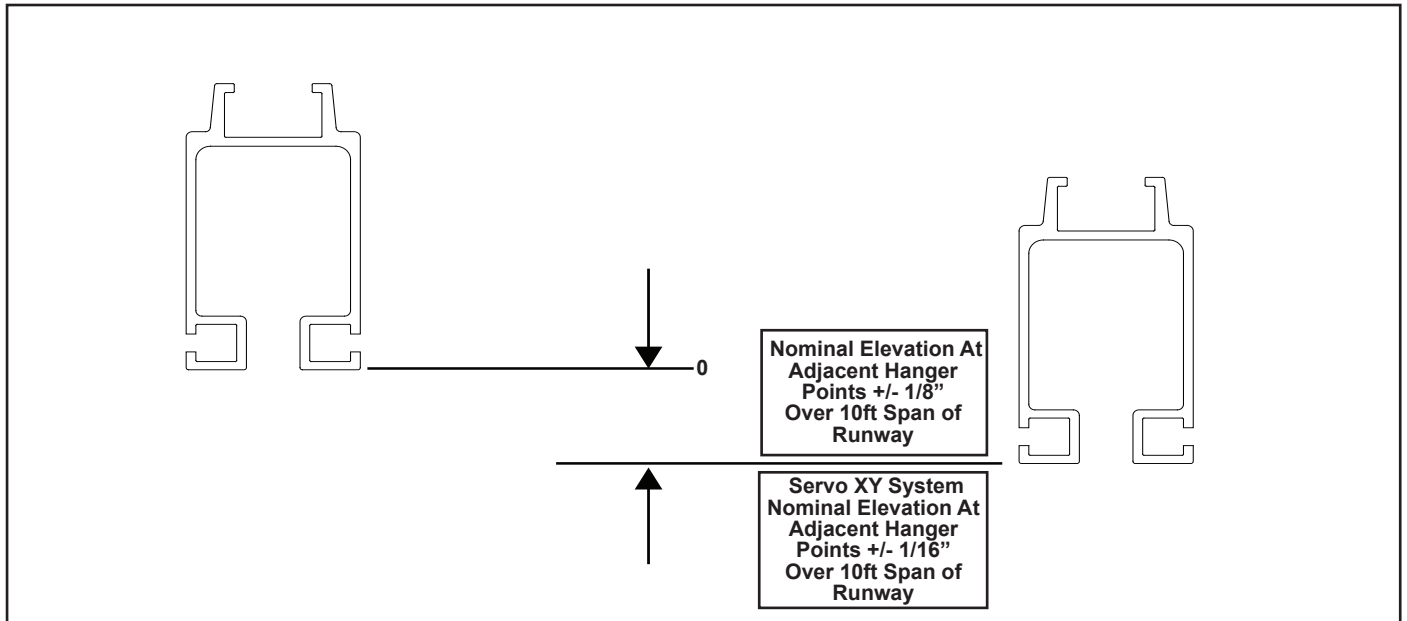 0
Nominal Elevation At
Adjacent Hanger
Points +/- 1/8”
Over 10ft Span of
Runway
Servo XY System
Nominal Elevation At
Adjacent Hanger
Points +/- 1/16”
Over 10ft Span of
Runway